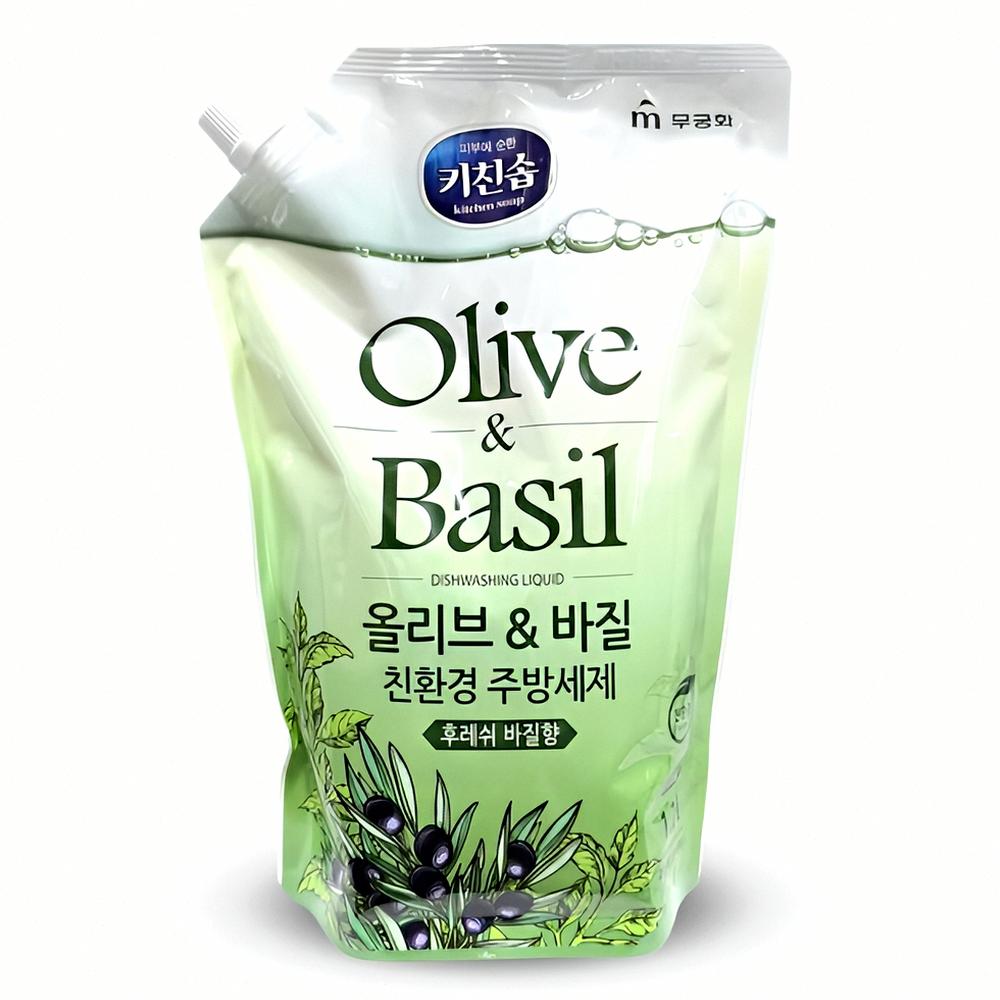 무궁화
피부에 순한
키친솝
kitchen soap
Olive
&
Basil
DISHWASHING LIQUID
올리브 & 바질
친환경 주방세제
후레쉬 바질향